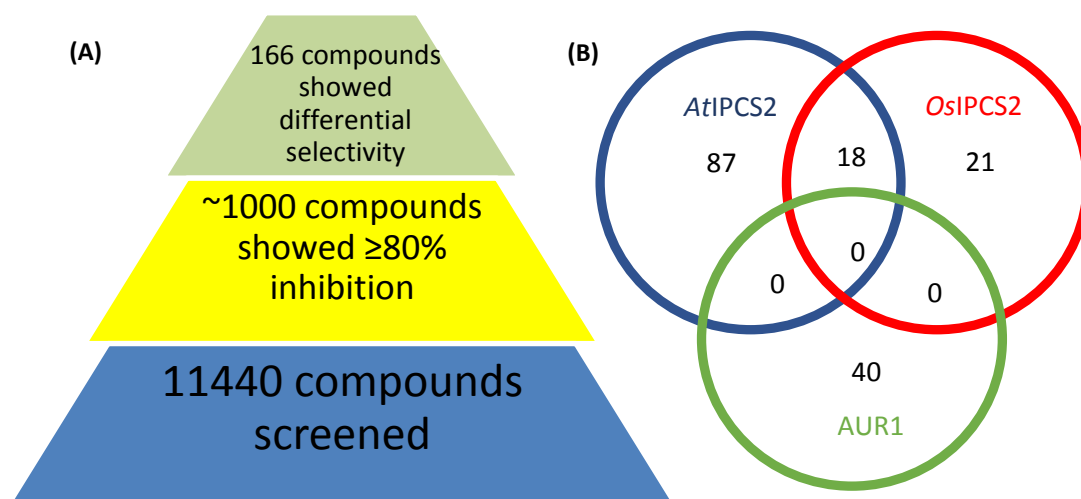 (A)
166 compounds
showed
differential
selectivity
~1000 compounds
showed ≥80%
inhibition
11440 compounds
screened
(B)
AtIPCS2
OsIPCS2
87
18
21
0
0
0
40
AUR1